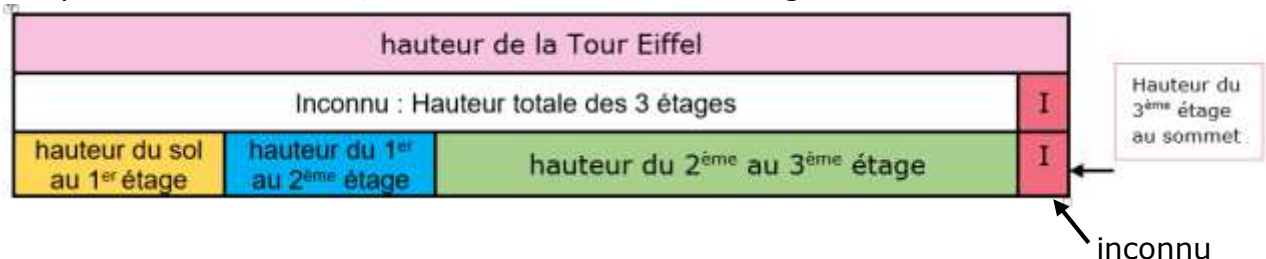 hauteur de la Tour Eiffel
Inconnu : Hauteur totale des 3 étages
I
Hauteur du
3ème étage
au sommet
hauteur du sol
au 1er étage
hauteur du 1er
au 2ème étage
hauteur du 2ème au 3ème étage
I
inconnu